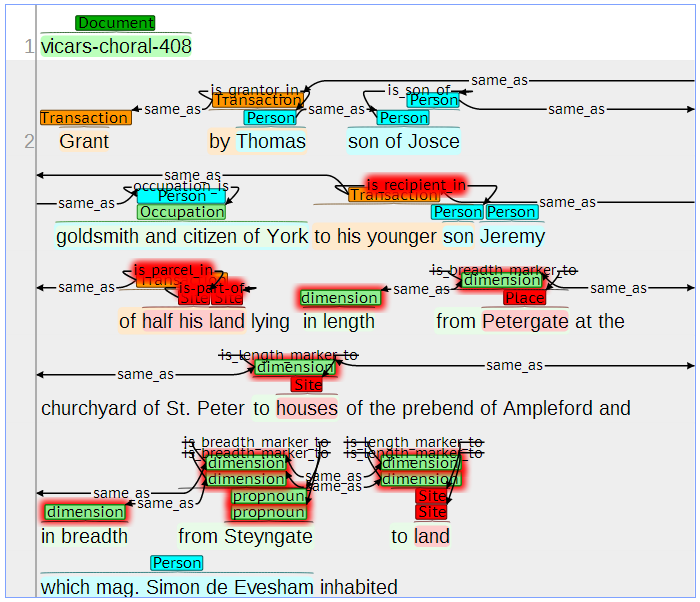 Document
1 vicars-choral-408
is_grantor_in same_as
Transaction same_as Transaction same_as is_son_of Person
Person Person
2 Grant by Thomas son of Josce
same_as
same_as occupation_is is_recipient_in same_as
Person Transaction
Occupation Person Person
goldsmith and citizen of York to his younger son Jeremy
is_parcel_in is_breadth_marker_to
same_as Transaction same_as dimension same_as
is-part-of
Site Site dimension Place
of half his land lying in length from Petergate at the
is_length_marker_to
same_as dimension same_as
Site
churchyard of St. Peter to houses of the prebend of Ampleford and
is_breadth_marker_to is_length_marker_to
is_breadth_marker_to is_length_marker_to
dimension dimension
dimension same_as dimension
same_as same_as
same_as propnoun Site
dimension propnoun Site
in breadth from Steyngate to land
Person
which mag. Simon de Evesham inhabited